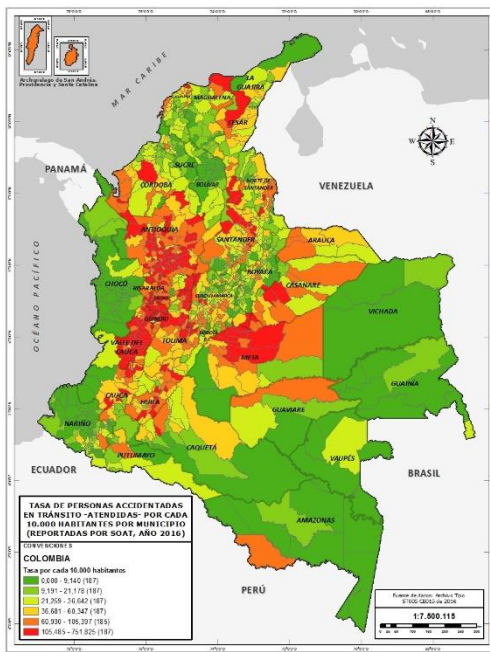 Archipiélago de San Andrés,
Providencia y Santa Catalina
MAR CARIBE
LA
GUAJIRA
MAGDALENA
CESAR
PANAMÁ
SUCRE
CÓRDOBA
BOLÍVAR
NORTE DE
SANTANDER
VENEZUELA
ANTIOQUIA
SANTANDER
ARAUCA
OCÉANO PACÍFICO
CHOCÓ
RISARALDA
BOYACÁ
CASANARE
CUNDINAMARCA
VICHADA
VALLE DEL
CAUCA
TOLIMA
META
GUAINÍA
CAUCA
HUILA
GUAVIARE
NARIÑO
CAQUETÁ
VAUPÉS
PUTUMAYO
ECUADOR
BRASIL
AMAZONAS
PERÚ
N
W
E
S
TASA DE PERSONAS ACCIDENTADAS
EN TRÁNSITO -ATENDIDAS- POR CADA
10.000 HABITANTES POR MUNICIPIO
(REPORTADAS POR SOAT, AÑO 2016)
CONVENCIONES
COLOMBIA
Tasa por cada 10.000 habitantes
0,000 - 9,140 (187)
9,191 - 21,178 (187)
21,259 - 36,642 (187)
36,681 - 60,347 (187)
60,930 - 105,397 (185)
105,485 - 751,825 (187)
1:7.500.115